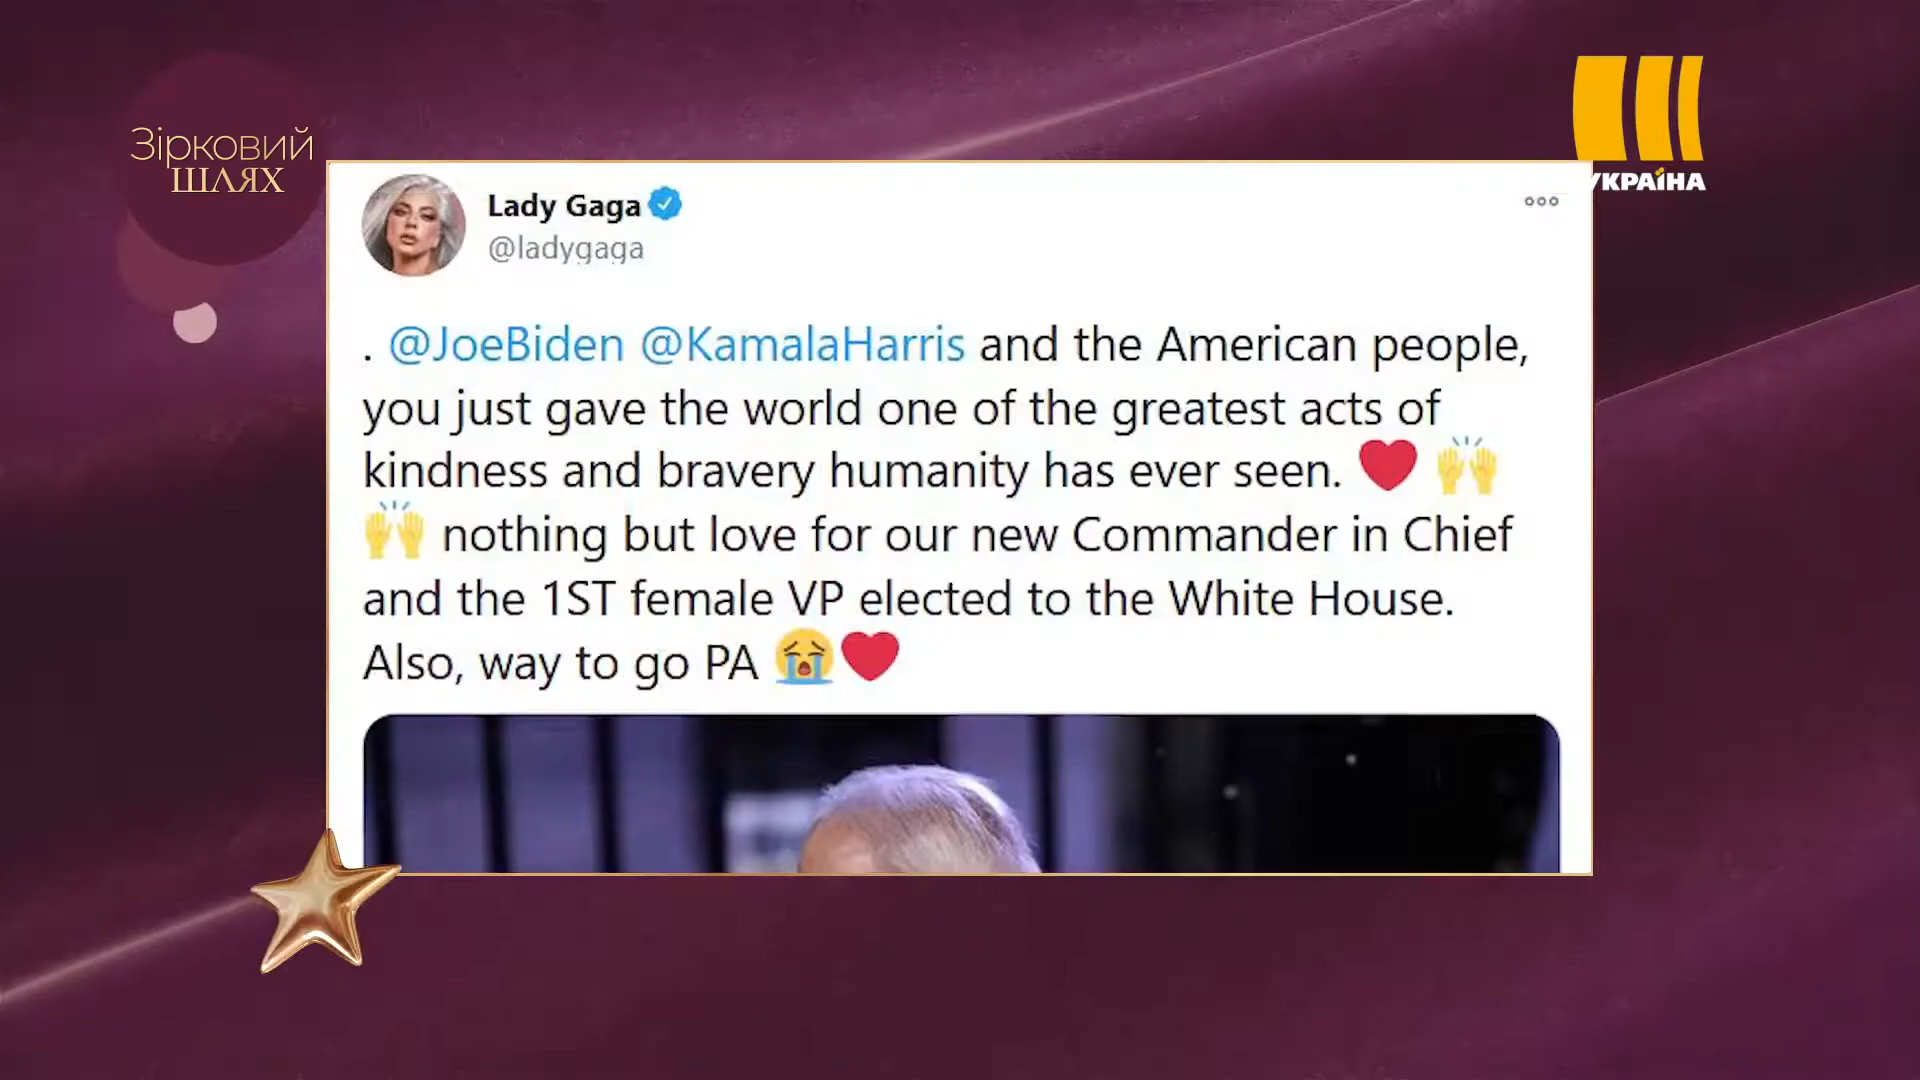 Зірковий
ШЛЯХ
УКРАЇНА
Lady Gaga
@ladygaga
. @JoeBiden @KamalaHarris and the American people,
you just gave the world one of the greatest acts of
kindness and bravery humanity has ever seen. ❤️ 🙌
🙌 nothing but love for our new Commander in Chief
and the 1ST female VP elected to the White House.
Also, way to go PA 😭❤️